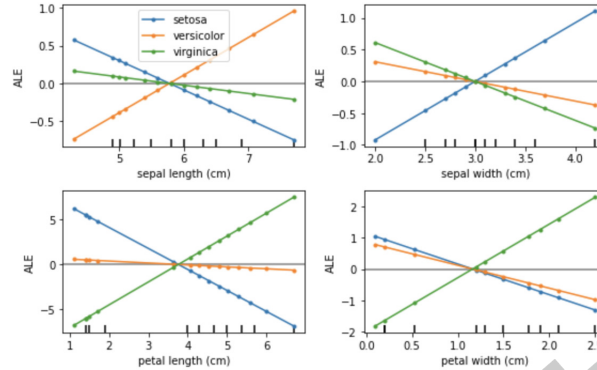 1.0
0.5
0.0
−0.5
ALE
setosa
versicolor
virginica
5 6 7
sepal length (cm)
1.0
0.5
0.0
−0.5
−1.0
ALE
2.0 2.5 3.0 3.5 4.0
sepal width (cm)
5
0
−5
ALE
1 2 3 4 5 6
petal length (cm)
2
1
0
−1
−2
ALE
0.0 0.5 1.0 1.5 2.0 2.5
petal width (cm)